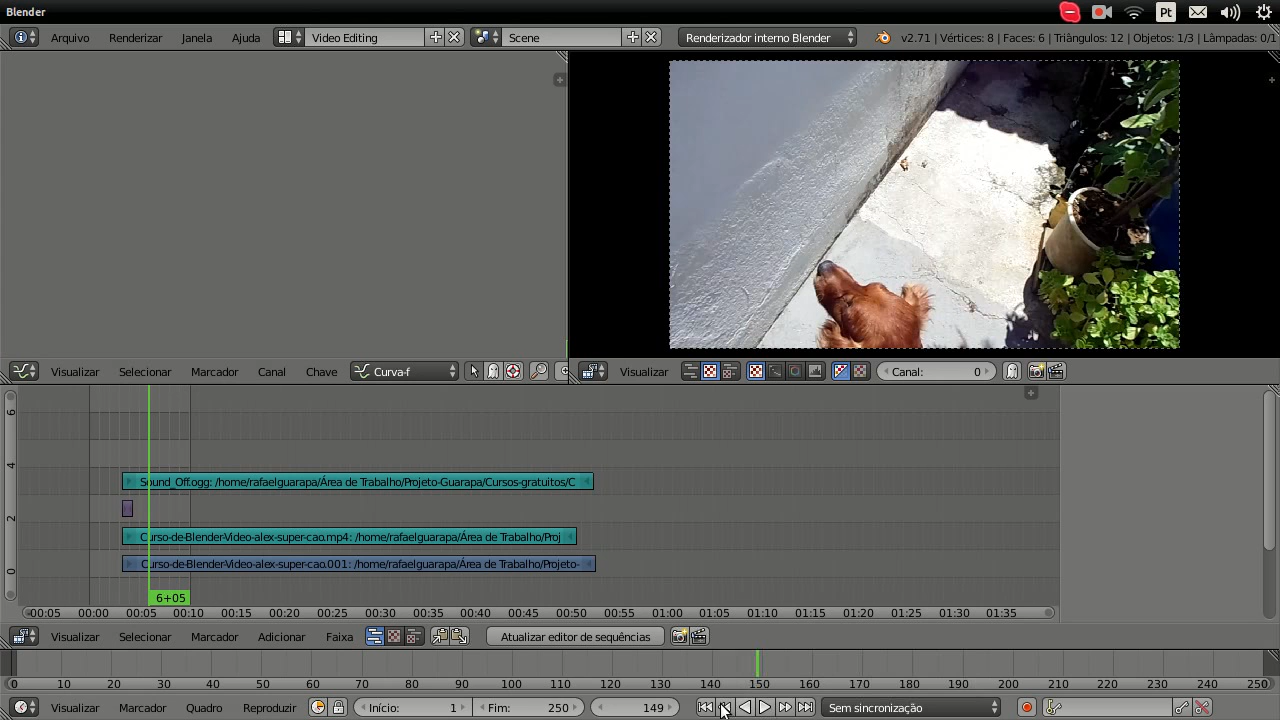 Blender
Pt
Arquivo Renderizar Janela Ajuda Video Editing Scene Renderizador interno Blender v2.71 | Vértices: 8 | Faces: 6 | Triângulos: 12 | Objetos: 1/3 | Lâmpadas: 0/1
Visualizar Selecionar Marcador Canal Chave Curva-f Visualizar Canal: 0
6
4
2
0
Sound_Off.ogg: /home/rafaelguarapa/Área de Trabalho/Projeto-Guarapa/Cursos-gratuitos/C
Curso-de-Blender-Video-alex-super-cao.mp4: /home/rafaelguarapa/Área de Trabalho/Proj
Curso-de-Blender-Video-alex-super-cao.001: /home/rafaelguarapa/Área de Trabalho/Projeto-
6+05
-00:05 00:00 00:05 00:10 00:15 00:20 00:25 00:30 00:35 00:40 00:45 00:50 00:55 01:00 01:05 01:10 01:15 01:20 01:25 01:30 01:35
Visualizar Selecionar Marcador Adicionar Faixa Atualizar editor de sequências
0 10 20 30 40 50 60 70 80 90 100 110 120 130 140 150 160 170 180 190 200 210 220 230 240 250
Visualizar Marcador Quadro Reproduzir Início: 1 Fim: 250 149 Sem sincronização